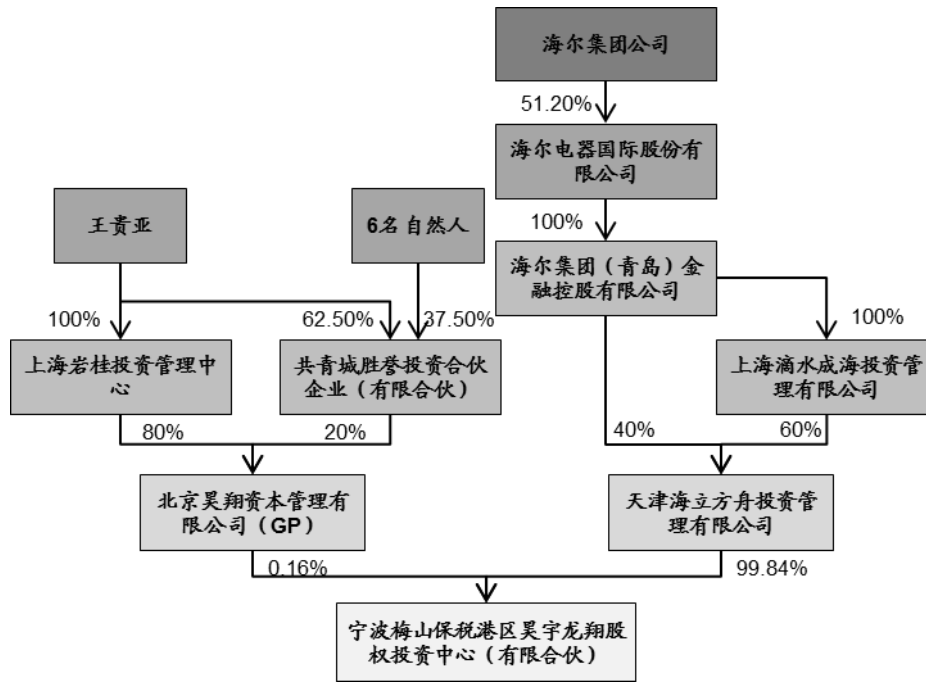 海尔集团公司
51.20%
海尔电器国际股份有
限公司
王贵亚
6名自然人
100%
海尔集团（青岛）金
融控股有限公司
100%
62.50%
37.50%
100%
上海岩桂投资管理中
心
共青城胜誉投资合伙
企业（有限合伙）
上海滴水成海投资管
理有限公司
80%
20%
40%
60%
北京昊翔资本管理有
限公司（GP）
天津海立方舟投资管
理有限公司
0.16%
99.84%
宁波梅山保税港区昊宇龙翔股
权投资中心（有限合伙）